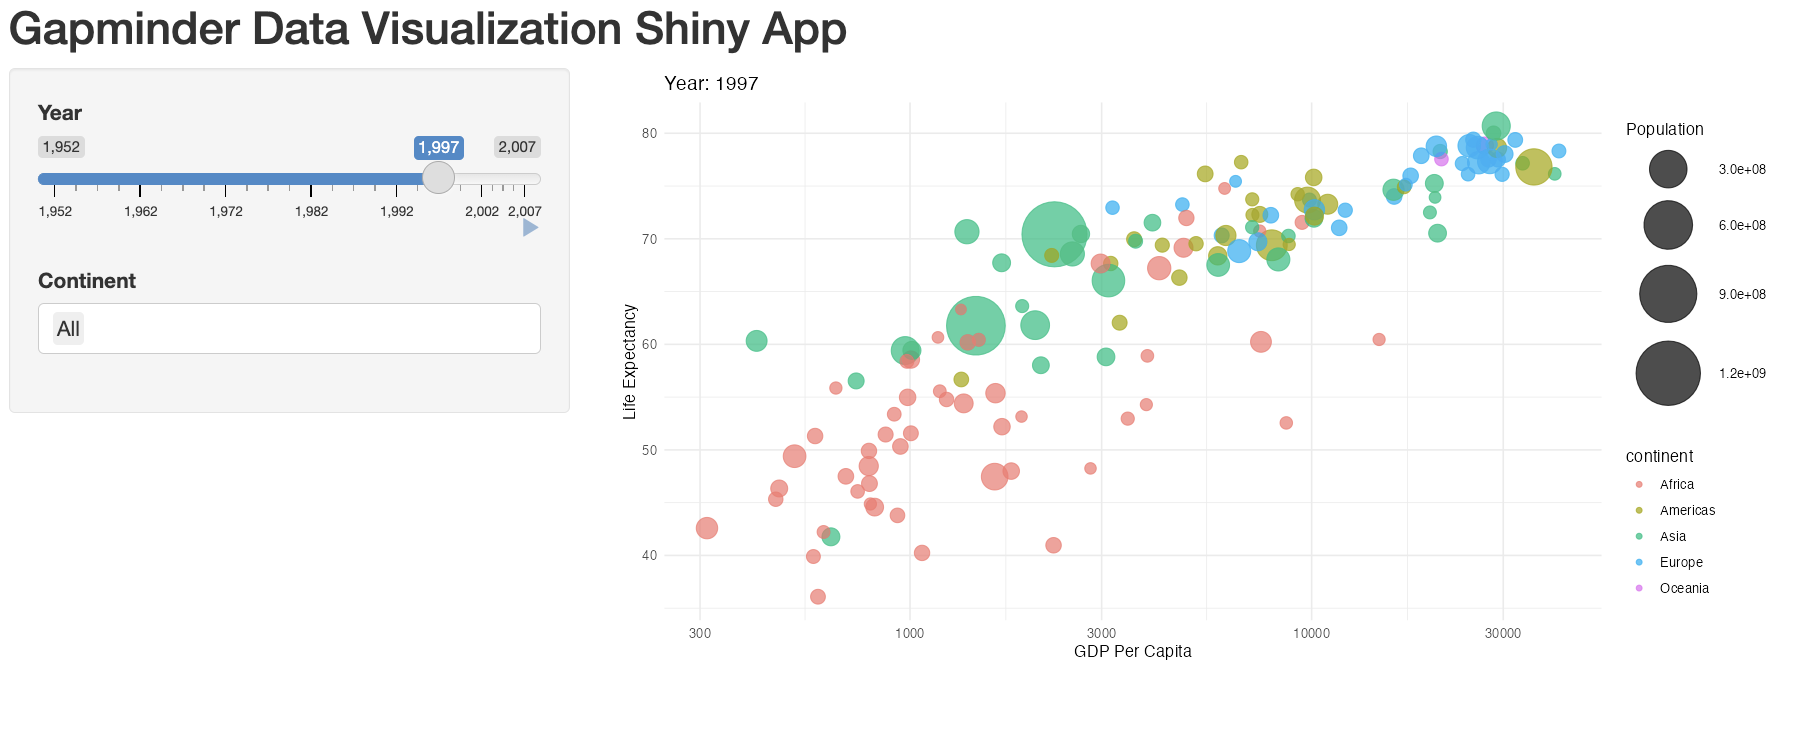 Gapminder Data Visualization Shiny App
Year
1,952
1,997
2,007
1,952 1,962 1,972 1,982 1,992 2,002 2,007
Continent
All
Year: 1997
80
70
60
50
40
Life Expectancy
300 1000 3000 10000 30000
GDP Per Capita
Population
3.0e+08
6.0e+08
9.0e+08
1.2e+09
continent
Africa
Americas
Asia
Europe
Oceania